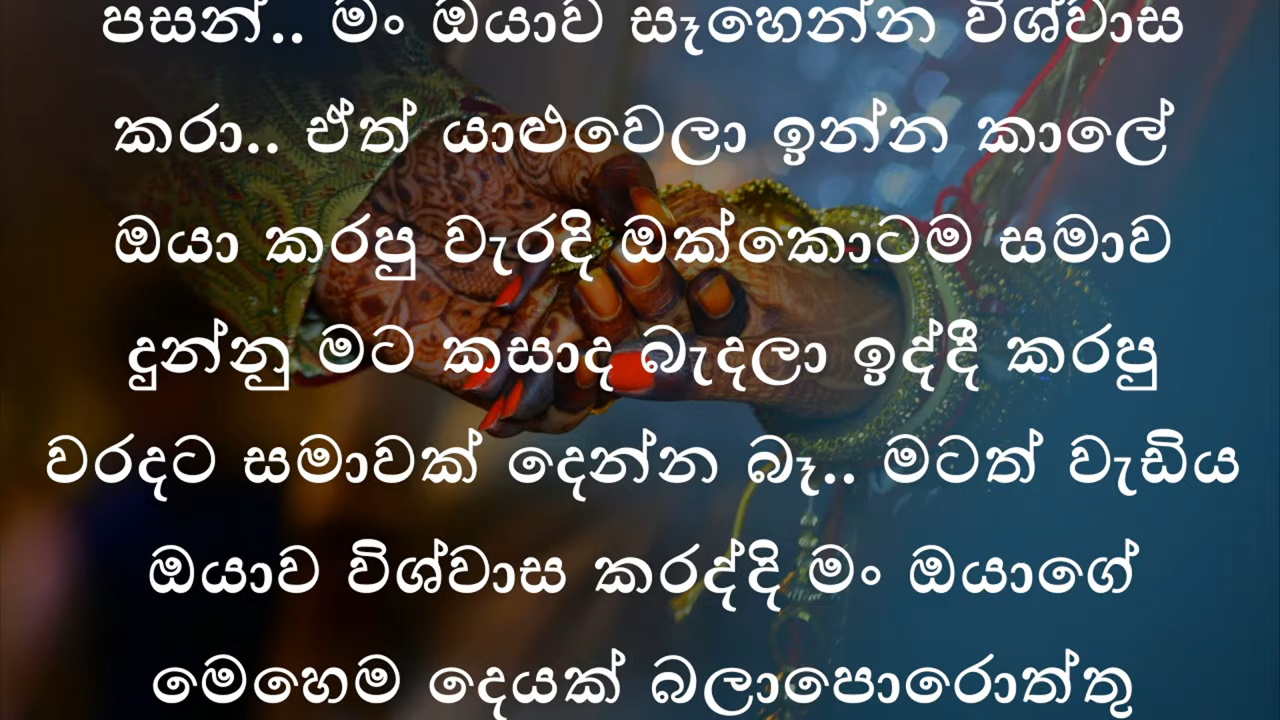 පසන්.. මං ඔයාව සෑහෙන්න විශ්වාස
කරා.. ඒත් යාළුවෙලා ඉන්න කාලේ
ඔයා කරපු වැරදි ඔක්කොටම සමාව
දුන්නු මට කසාද බැදලා ඉද්දී කරපු
වරදට සමාවක් දෙන්න බෑ.. මටත් වැඩිය
ඔයාව විශ්වාස කරද්දි මං ඔයාගේ
මෙහෙම දෙයක් බලාපොරොත්තු